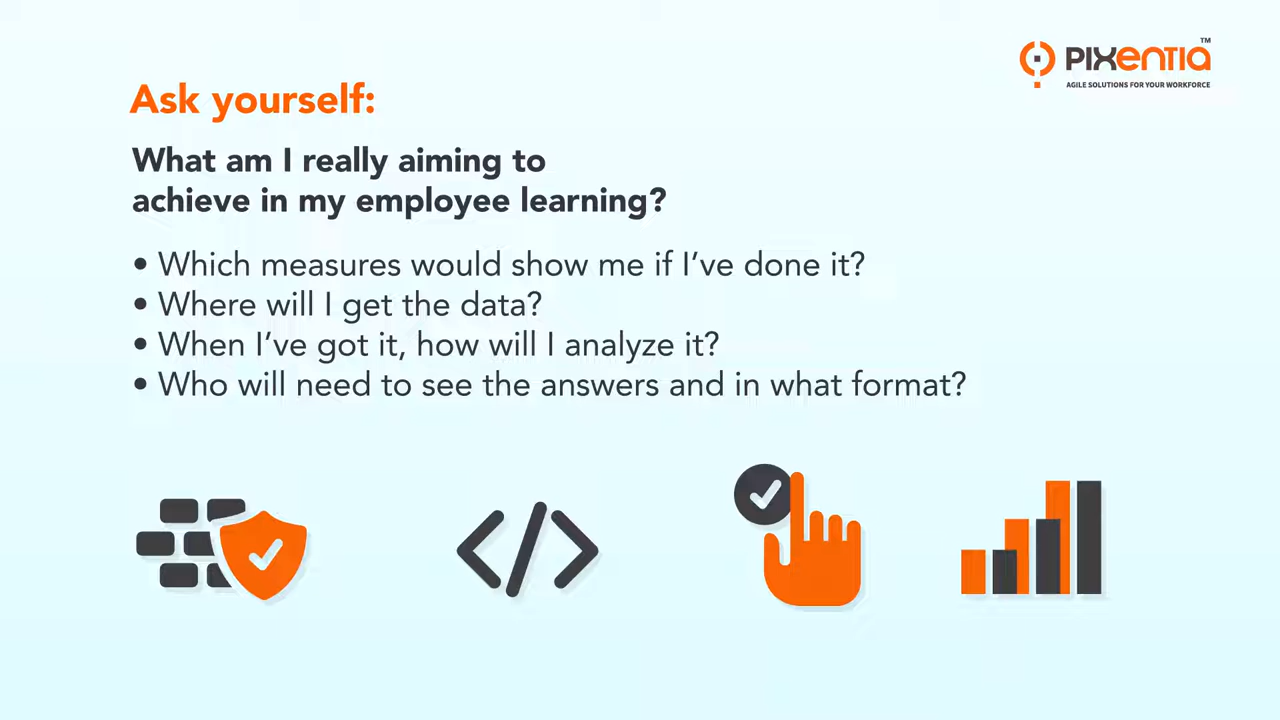 PIXENTIA™
AGILE SOLUTIONS FOR YOUR WORKFORCE
Ask yourself:
What am I really aiming to
achieve in my employee learning?
• Which measures would show me if I’ve done it?
• Where will I get the data?
• When I’ve got it, how will I analyze it?
• Who will need to see the answers and in what format?